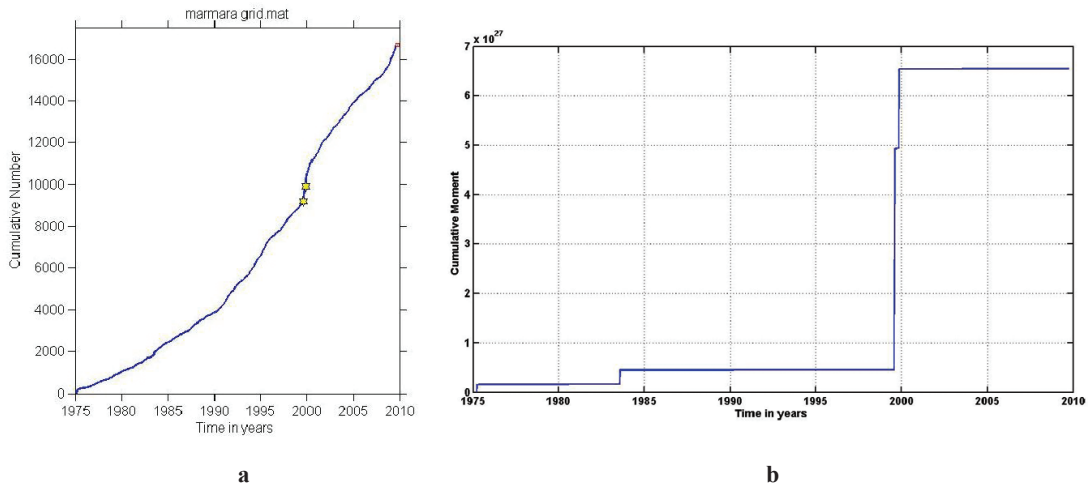 marmara grid.mat
Cumulative Number
16000
14000
12000
10000
8000
6000
4000
2000
0
1975 1980 1985 1990 1995 2000 2005 2010
Time in years
a
x 10^27
Cumulative Moment
7
6
5
4
3
2
1
0
1975 1980 1985 1990 1995 2000 2005 2010
Time in years
b